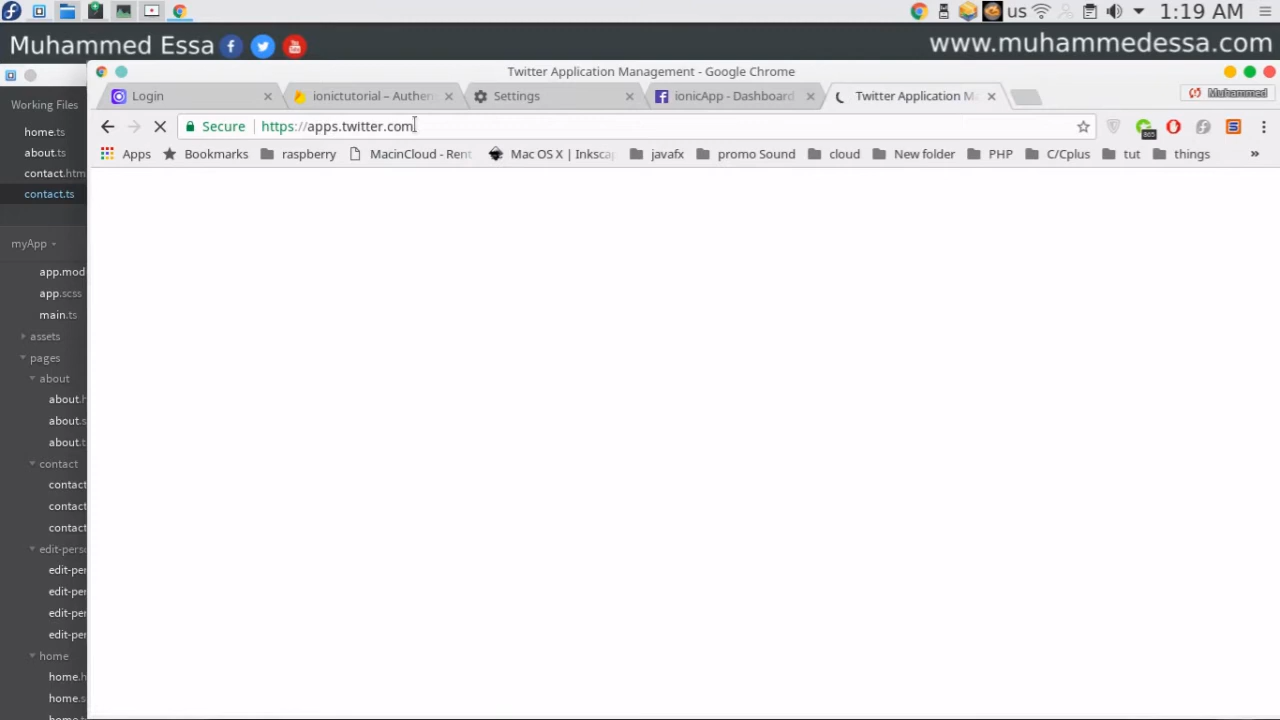 us 1:19 AM
Muhammed Essa
www.muhammedessa.com
Twitter Application Management - Google Chrome
Login
ionictutorial – Authen
Settings
ionicApp - Dashboard
Twitter Application Ma
Muhammed
Secure
https://apps.twitter.com
Apps
Bookmarks
raspberry
MacinCloud - Rent
Mac OS X | Inksca
javafx
promo Sound
cloud
New folder
PHP
C/Cplus
tut
things
»
Working Files
home.ts
about.ts
contact.htm
contact.ts
myApp
app.mod
app.scss
main.ts
assets
pages
about
about.h
about.s
about.t
contact
contact
contact
contact
edit-perso
edit-per
edit-per
edit-per
edit-per
home
home.h
home.s